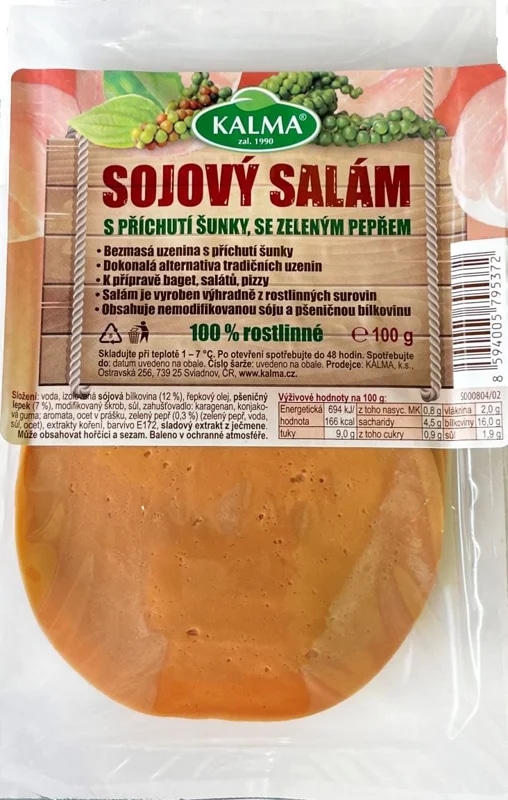 KALMA®
zal. 1990
SOJOVÝ SALÁM
S PŘÍCHUTÍ ŠUNKY, SE ZELENÝM PEPŘEM
• Bezmasá uzenina s příchutí šunky
• Dokonalá alternativa tradičních uzenin
• K přípravě baget, salátů, pizzy
• Salám je vyroben výhradně z rostlinných surovin
• Obsahuje nemodifikovanou sóju a pšeničnou bílkovinu
100 % rostlinné ℮ 100 g
Skladujte při teplotě 1 – 7 °C. Po otevření spotřebujte do 48 hodin. Spotřebujte
do: datum uvedeno na obale. Číslo šarže: uvedeno na obale. Prodejce: KALMA, k.s.,
Ostravská 256, 739 25 Sviadnov, ČR, www.kalma.cz.
8 594005 795372
Složení: voda, izolovaná sójová bílkovina (12 %), řepkový olej, pšeničný
lepek (7 %), modifikovaný škrob, sůl, zahušťovadlo: karagenan, konjako-
vá guma; aromata, ocet v prášku, zelený pepř (0,3 %) (zelený pepř, voda,
sůl, ocet), extrakty koření, barvivo E172, sladový extrakt z ječmene.
Může obsahovat hořčici a sezam. Baleno v ochranné atmosféře.
Výživové hodnoty na 100 g: S000804/02
Energetická 694 kJ/ z toho nasyc. MK 0,8 g vláknina 2,0 g
hodnota 166 kcal sacharidy 4,5 g bílkoviny 16,0 g
tuky 9,0 g z toho cukry 0,9 g sůl 1,9 g